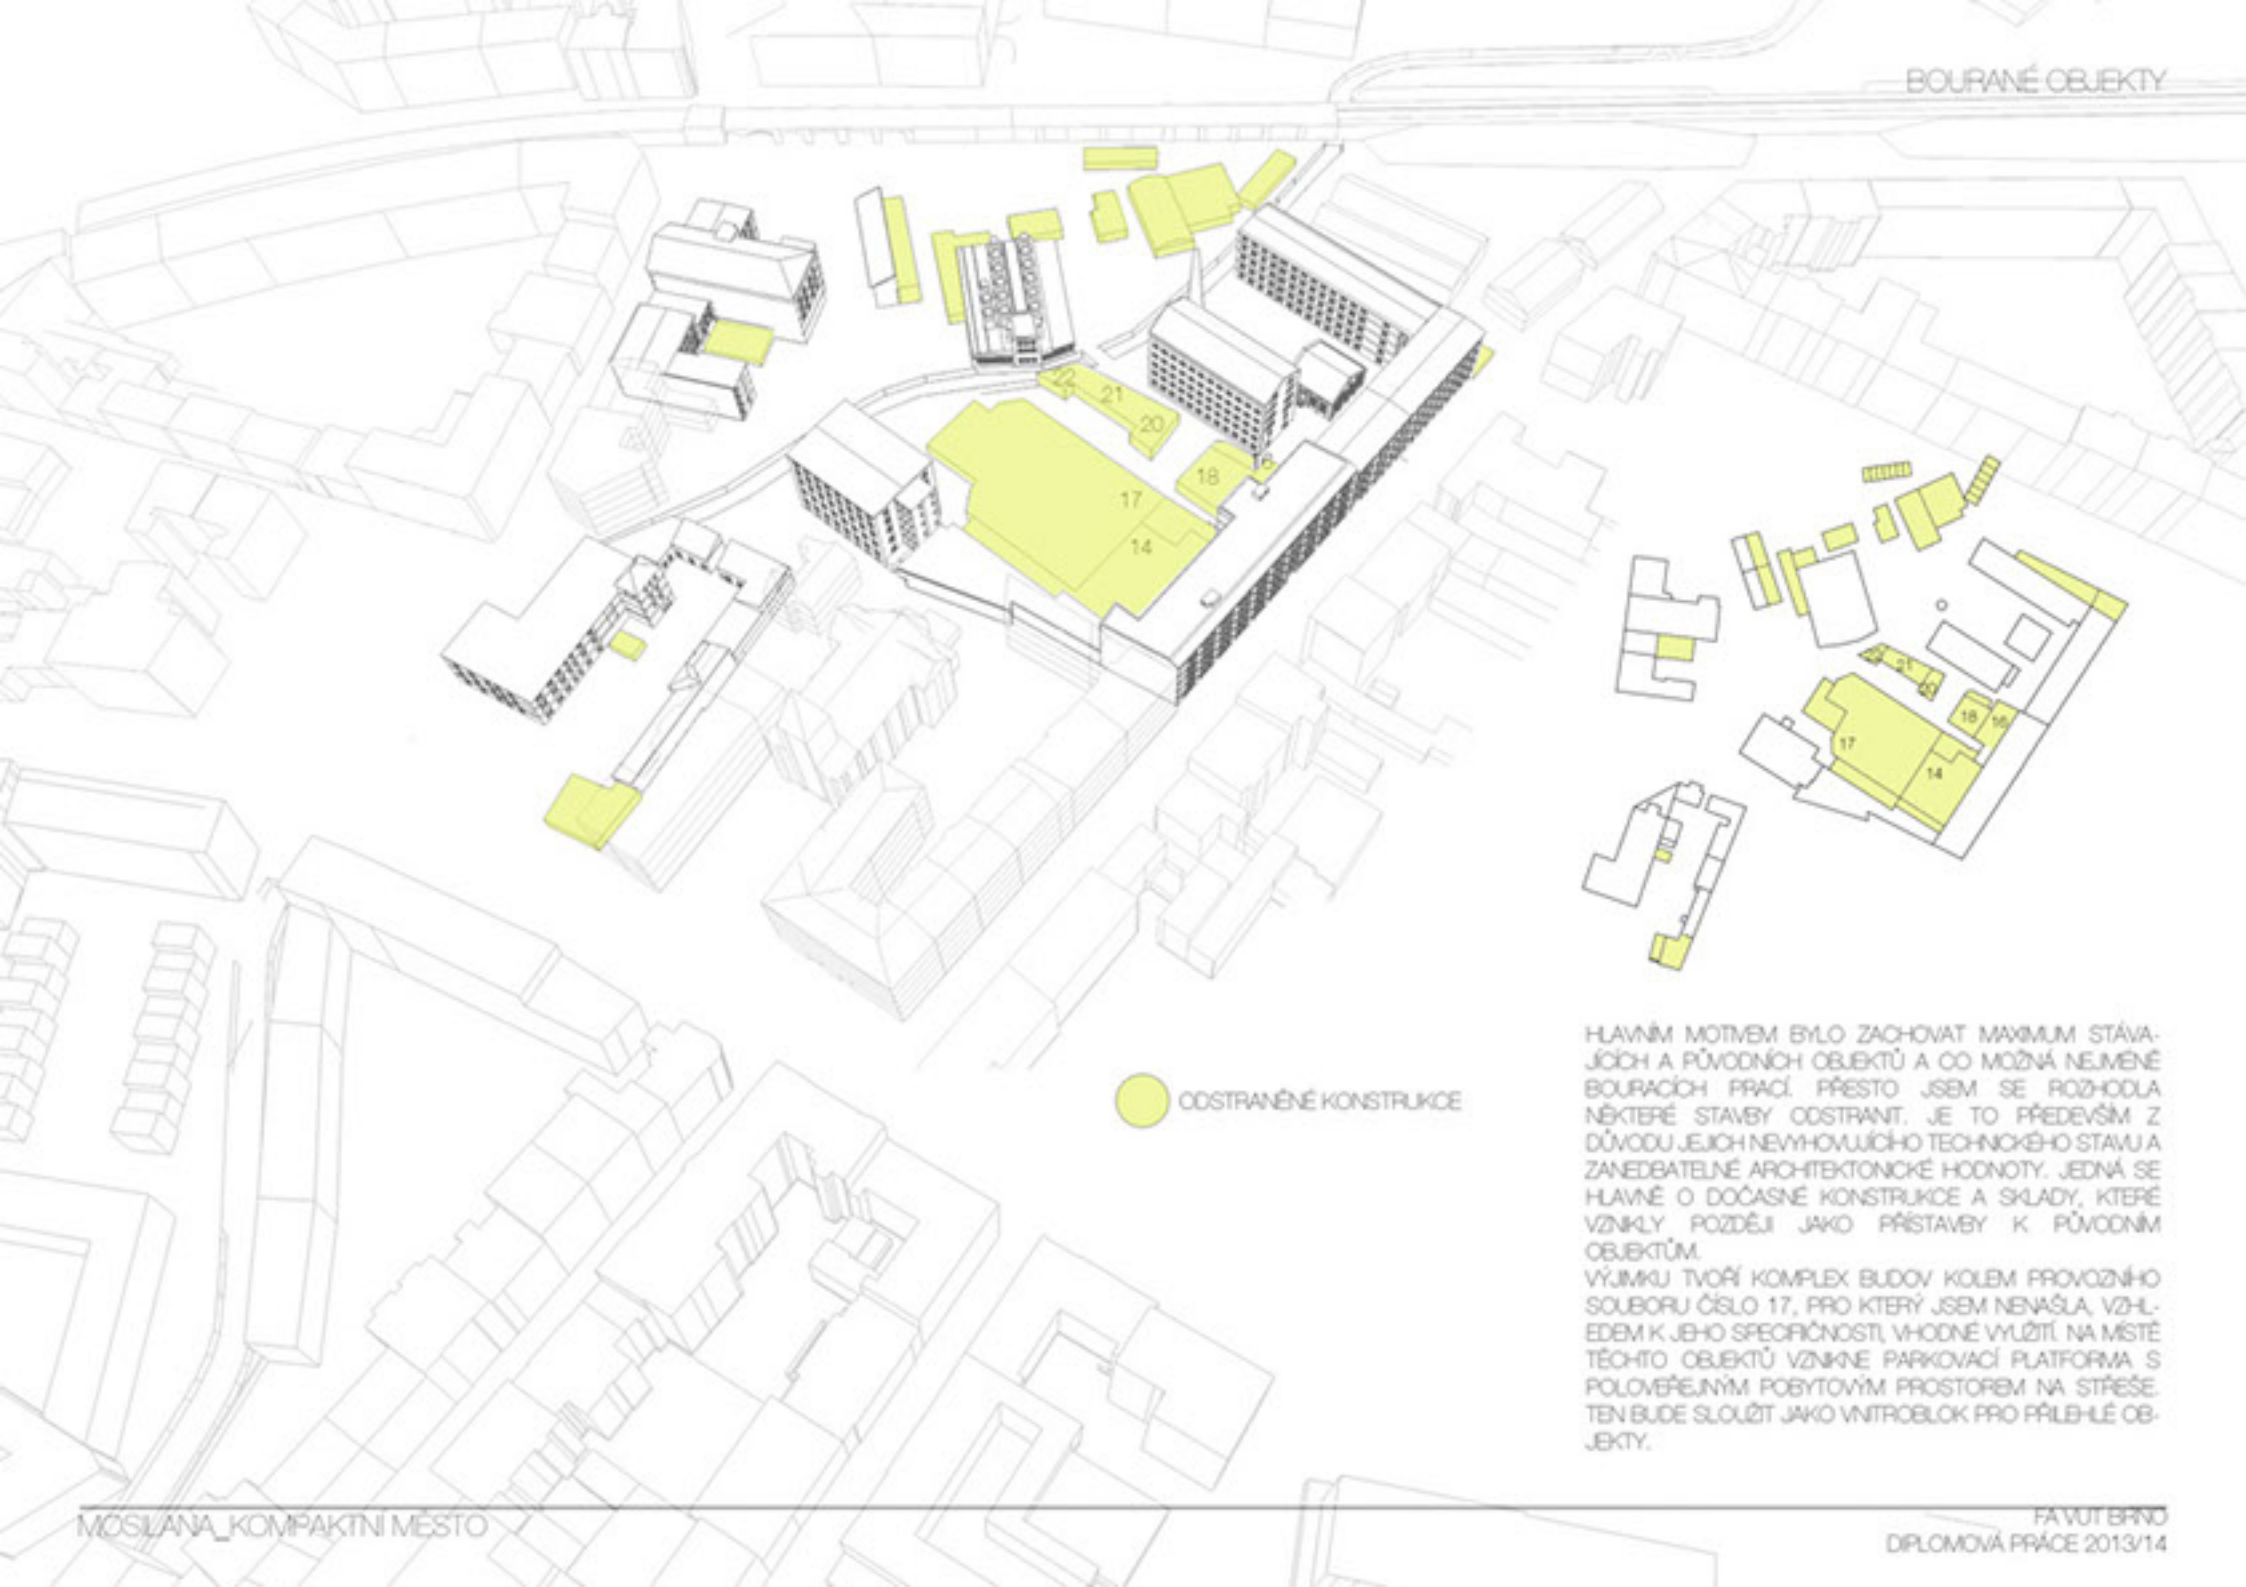 BOURANÉ OBJEKTY
22
21
20
18
17
14
21
18
16
17
14
ODSTRANĚNÉ KONSTRUKCE
HLAVNÍM MOTIVEM BYLO ZACHOVAT MAXIMUM STÁVA-
JÍCÍCH A PŮVODNÍCH OBJEKTŮ A CO MOŽNÁ NEJMÉNĚ
BOURACÍCH PRACÍ. PŘESTO JSEM SE ROZHODLA
NĚKTERÉ STAVBY ODSTRANIT. JE TO PŘEDEVŠÍM Z
DŮVODU JEJICH NEVYHOVUJÍCÍHO TECHNICKÉHO STAVU A
ZANEDBATELNÉ ARCHITEKTONICKÉ HODNOTY. JEDNÁ SE
HLAVNĚ O DOČASNÉ KONSTRUKCE A SKLADY, KTERÉ
VZNIKLY POZDĚJI JAKO PŘÍSTAVBY K PŮVODNÍM
OBJEKTŮM.
VÝJIMKU TVOŘÍ KOMPLEX BUDOV KOLEM PROVOZNÍHO
SOUBORU ČÍSLO 17, PRO KTERÝ JSEM NENAŠLA, VZHL-
EDEM K JEHO SPECIFIČNOSTI, VHODNÉ VYUŽITÍ. NA MÍSTĚ
TĚCHTO OBJEKTŮ VZNIKNE PARKOVACÍ PLATFORMA S
POLOVEŘEJNÝM POBYTOVÝM PROSTOREM NA STŘEŠE.
TEN BUDE SLOUŽIT JAKO VNITROBLOK PRO PŘILEHLÉ OB-
JEKTY.
MOSILANA_KOMPAKTNÍ MĚSTO
FA VUT BRNO
DIPLOMOVÁ PRÁCE 2013/14